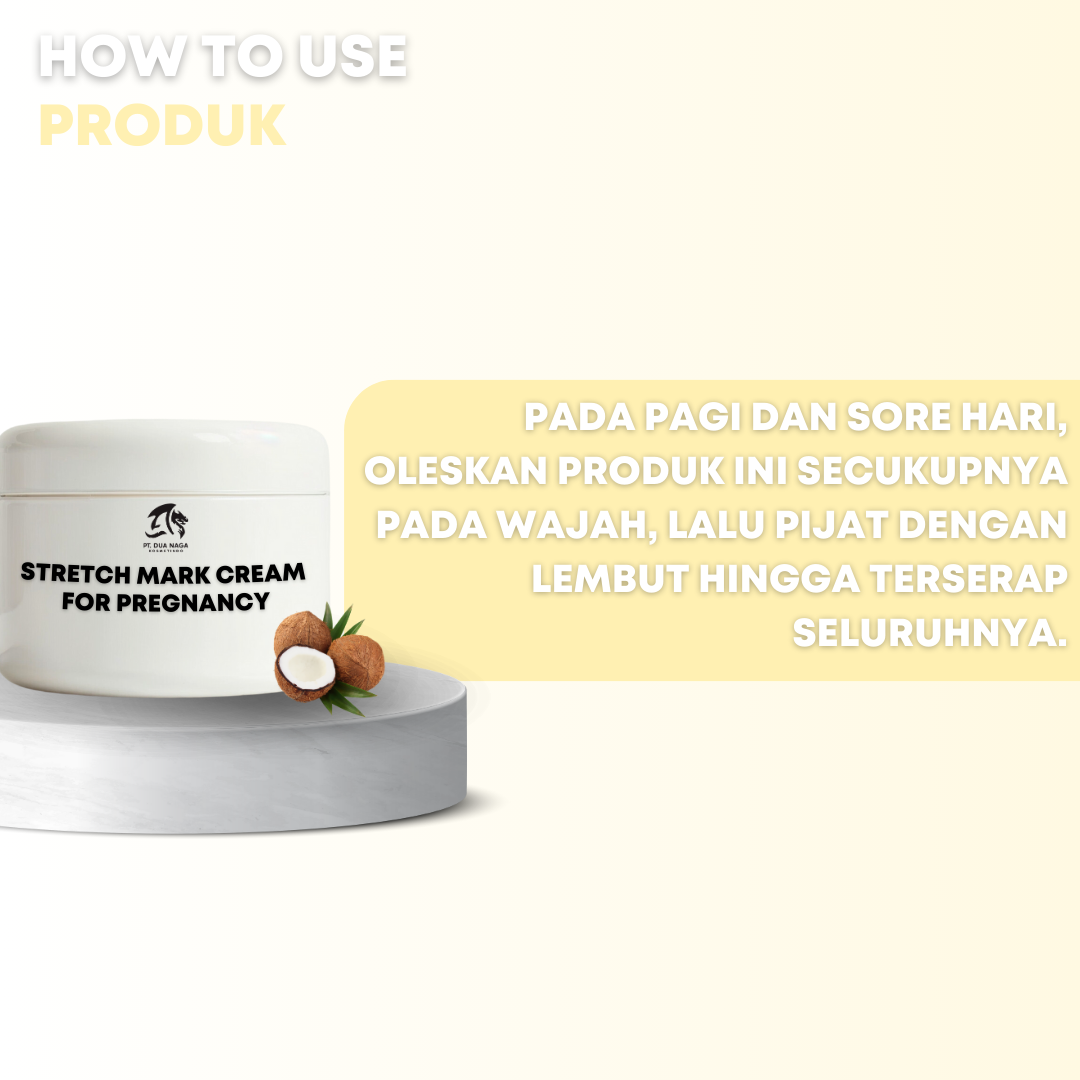 HOW TO USE
PRODUK
PADA PAGI DAN SORE HARI,
OLESKAN PRODUK INI SECUKUPNYA
PADA WAJAH, LALU PIJAT DENGAN
LEMBUT HINGGA TERSERAP
SELURUHNYA.
PT. DUA NAGA
KOSMETINDO
STRETCH MARK CREAM
FOR PREGNANCY